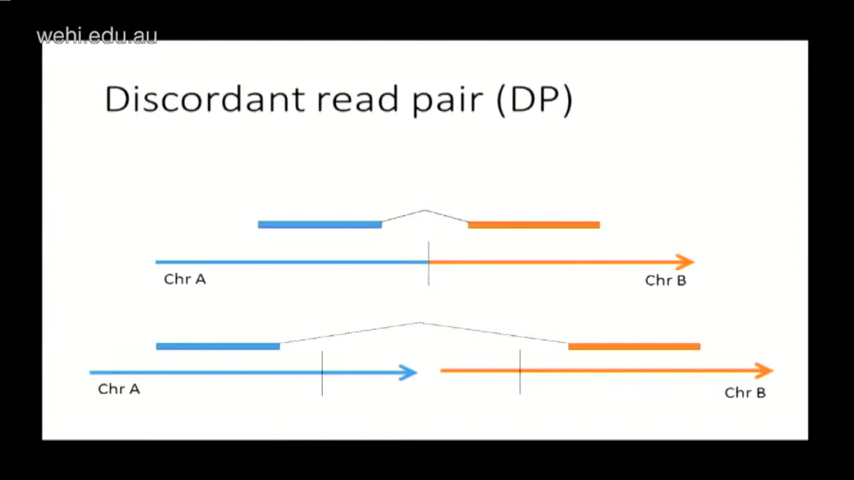 wehi.edu.au
Discordant read pair (DP)
Chr A
Chr B
Chr A
Chr B